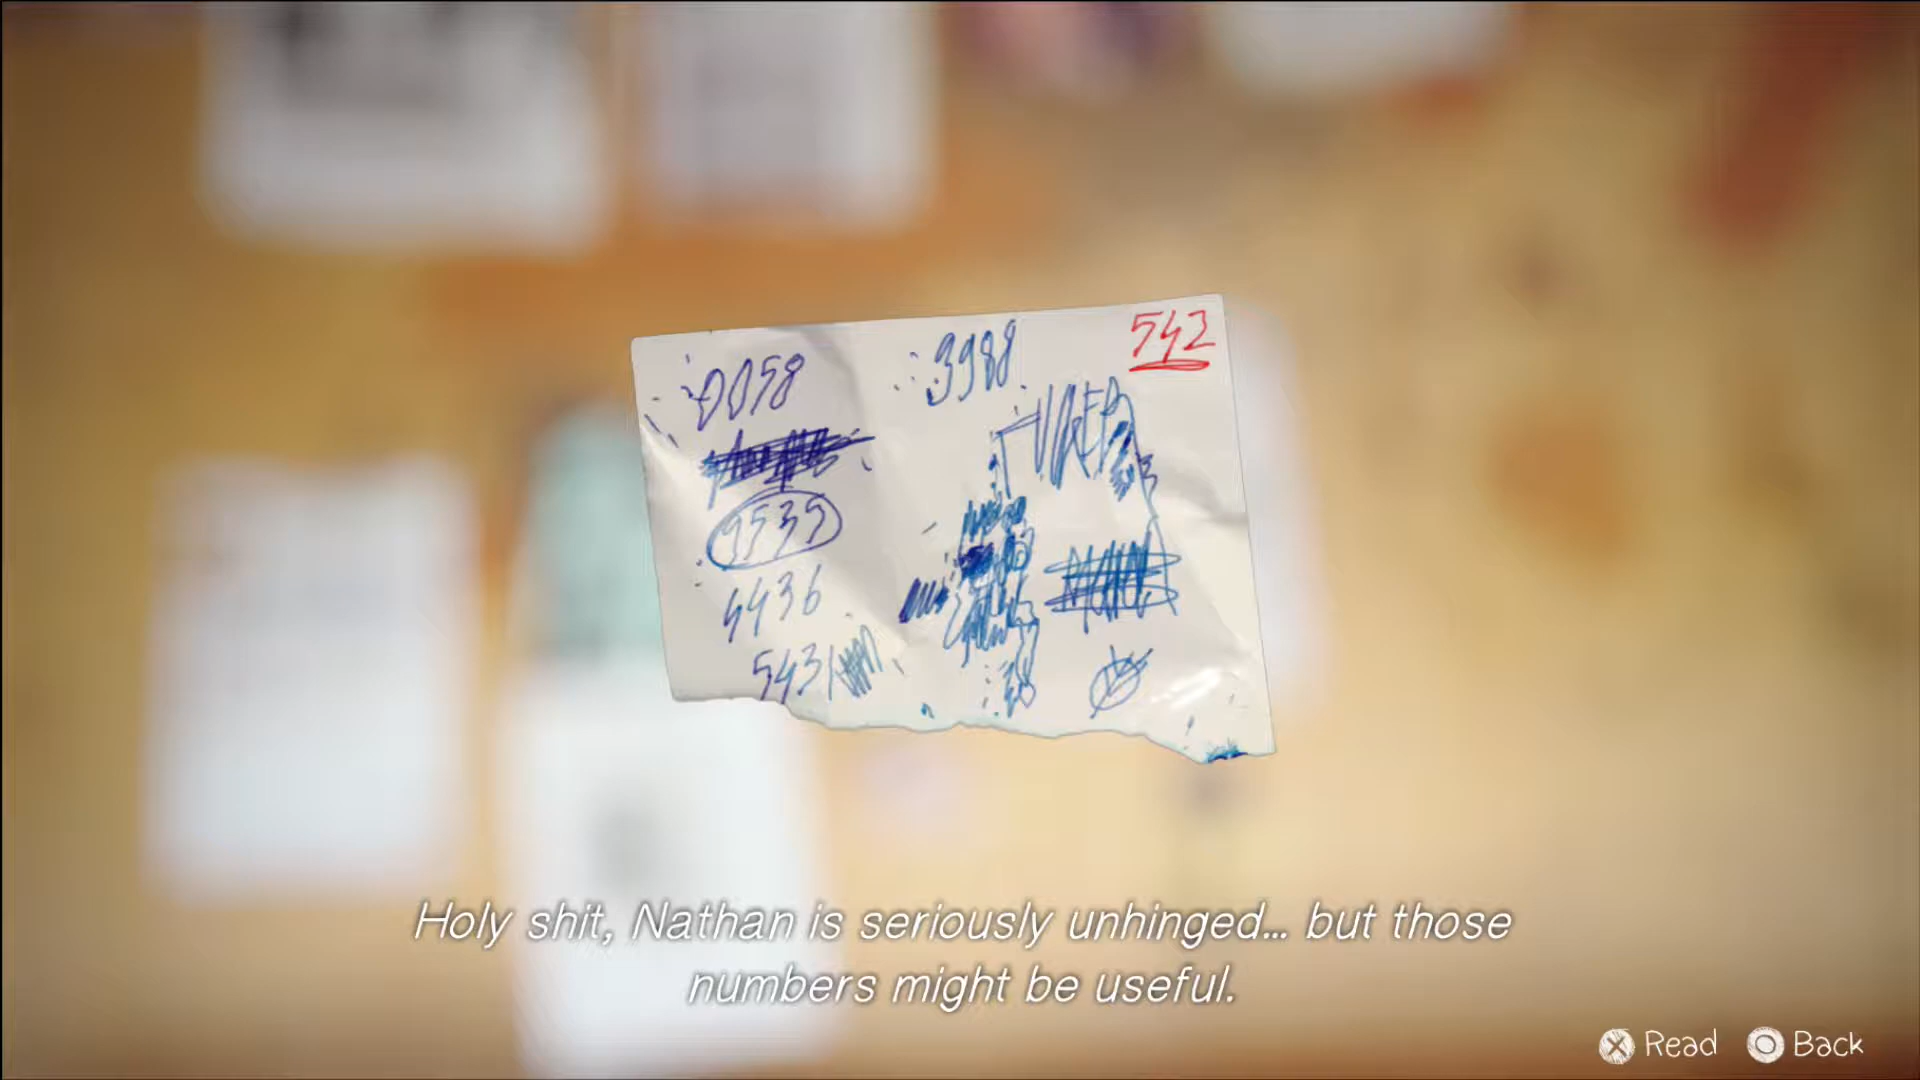 0058
3988
542
9535
5436
543
Holy shit, Nathan is seriously unhinged... but those
numbers might be useful.
Read
Back